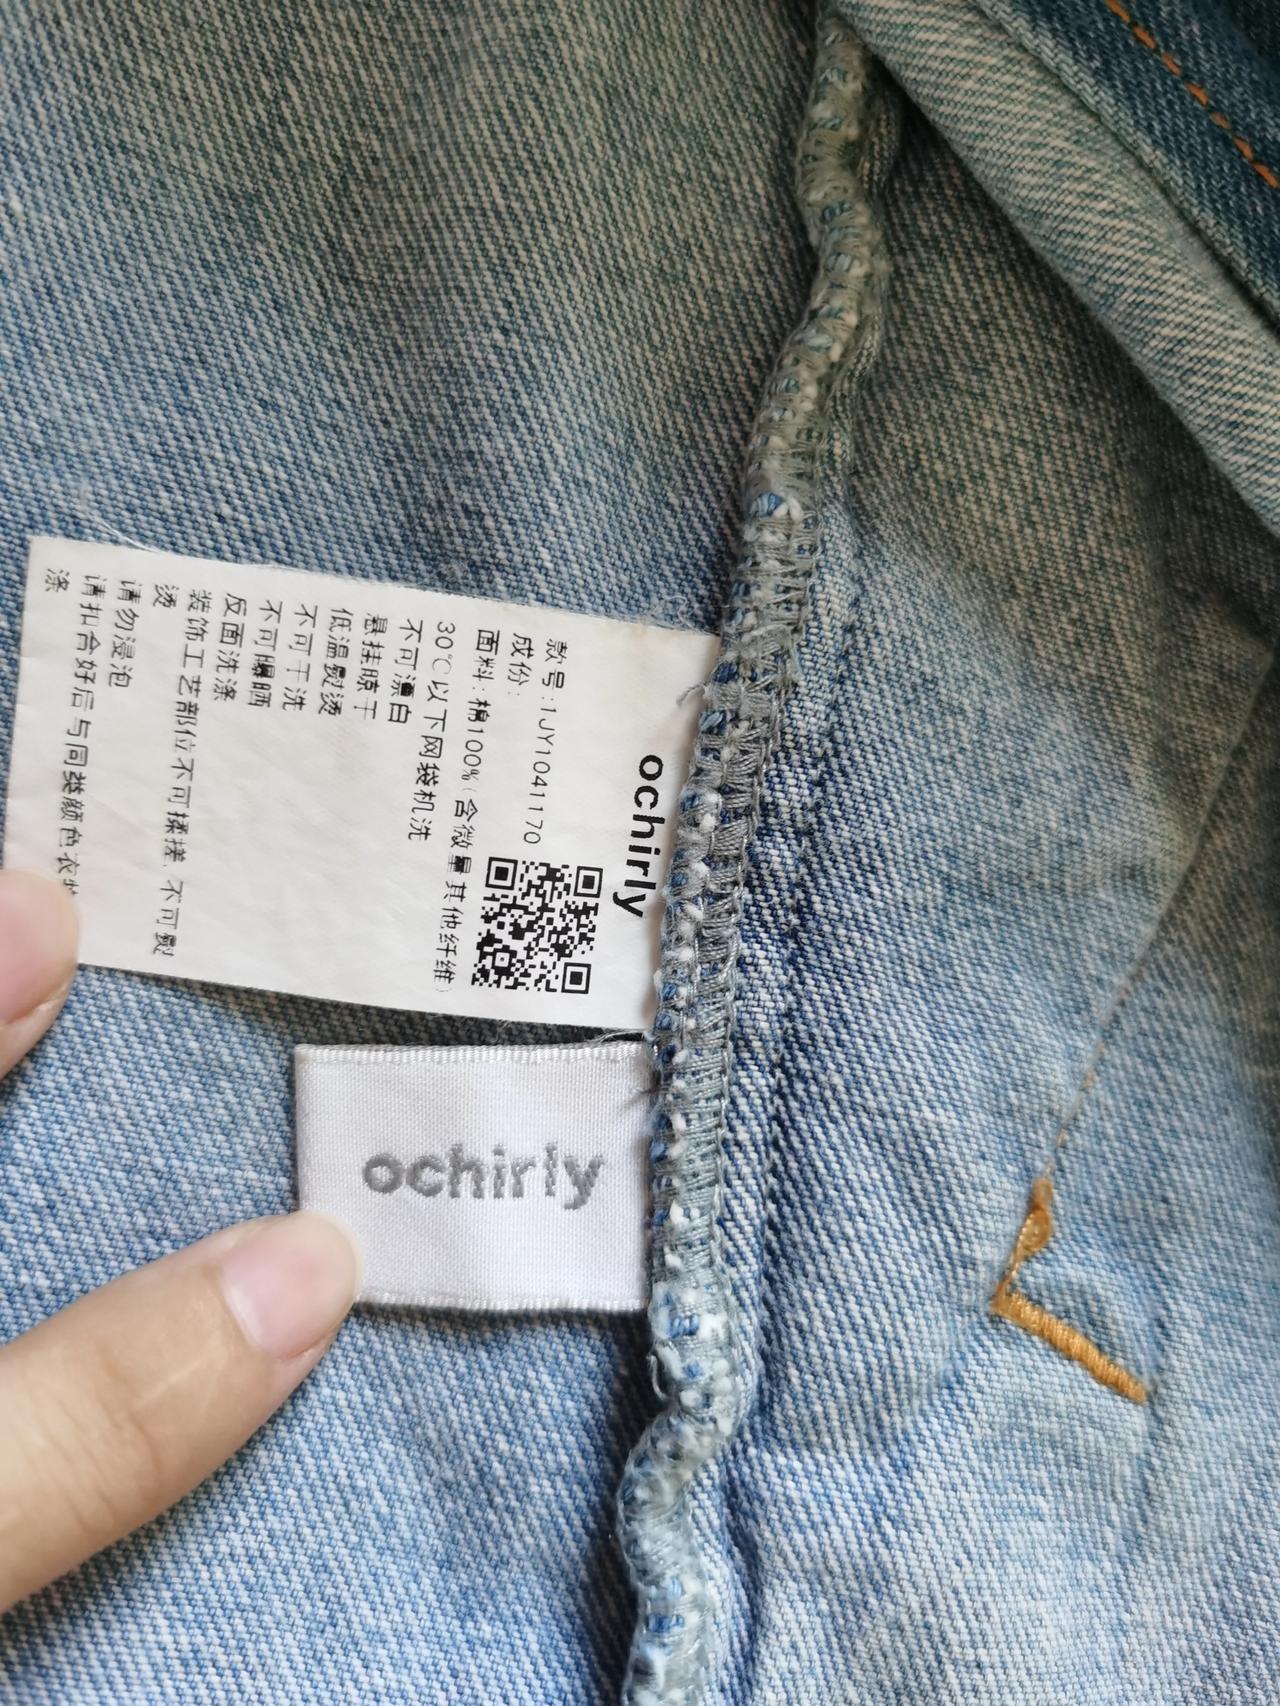 ochirly
款号:1JY1041170
成份:
面料:棉100%(含微量其他纤维)
30℃以下网袋机洗
不可漂白
悬挂晾干
低温熨烫
不可干洗
不可曝晒
反面洗涤
装饰工艺部位不可揉搓,不可熨
烫
请勿浸泡
请扣合好后与同类颜色衣
涤
ochirly